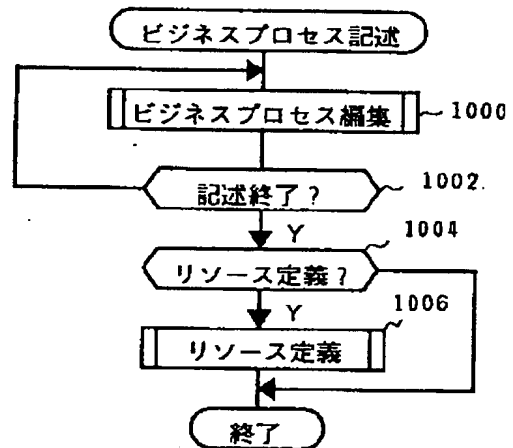 ビジネスプロセス記述
ビジネスプロセス編集
1000
記述終了?
1002
Y
1004
リソース定義?
Y
1006
リソース定義
終了